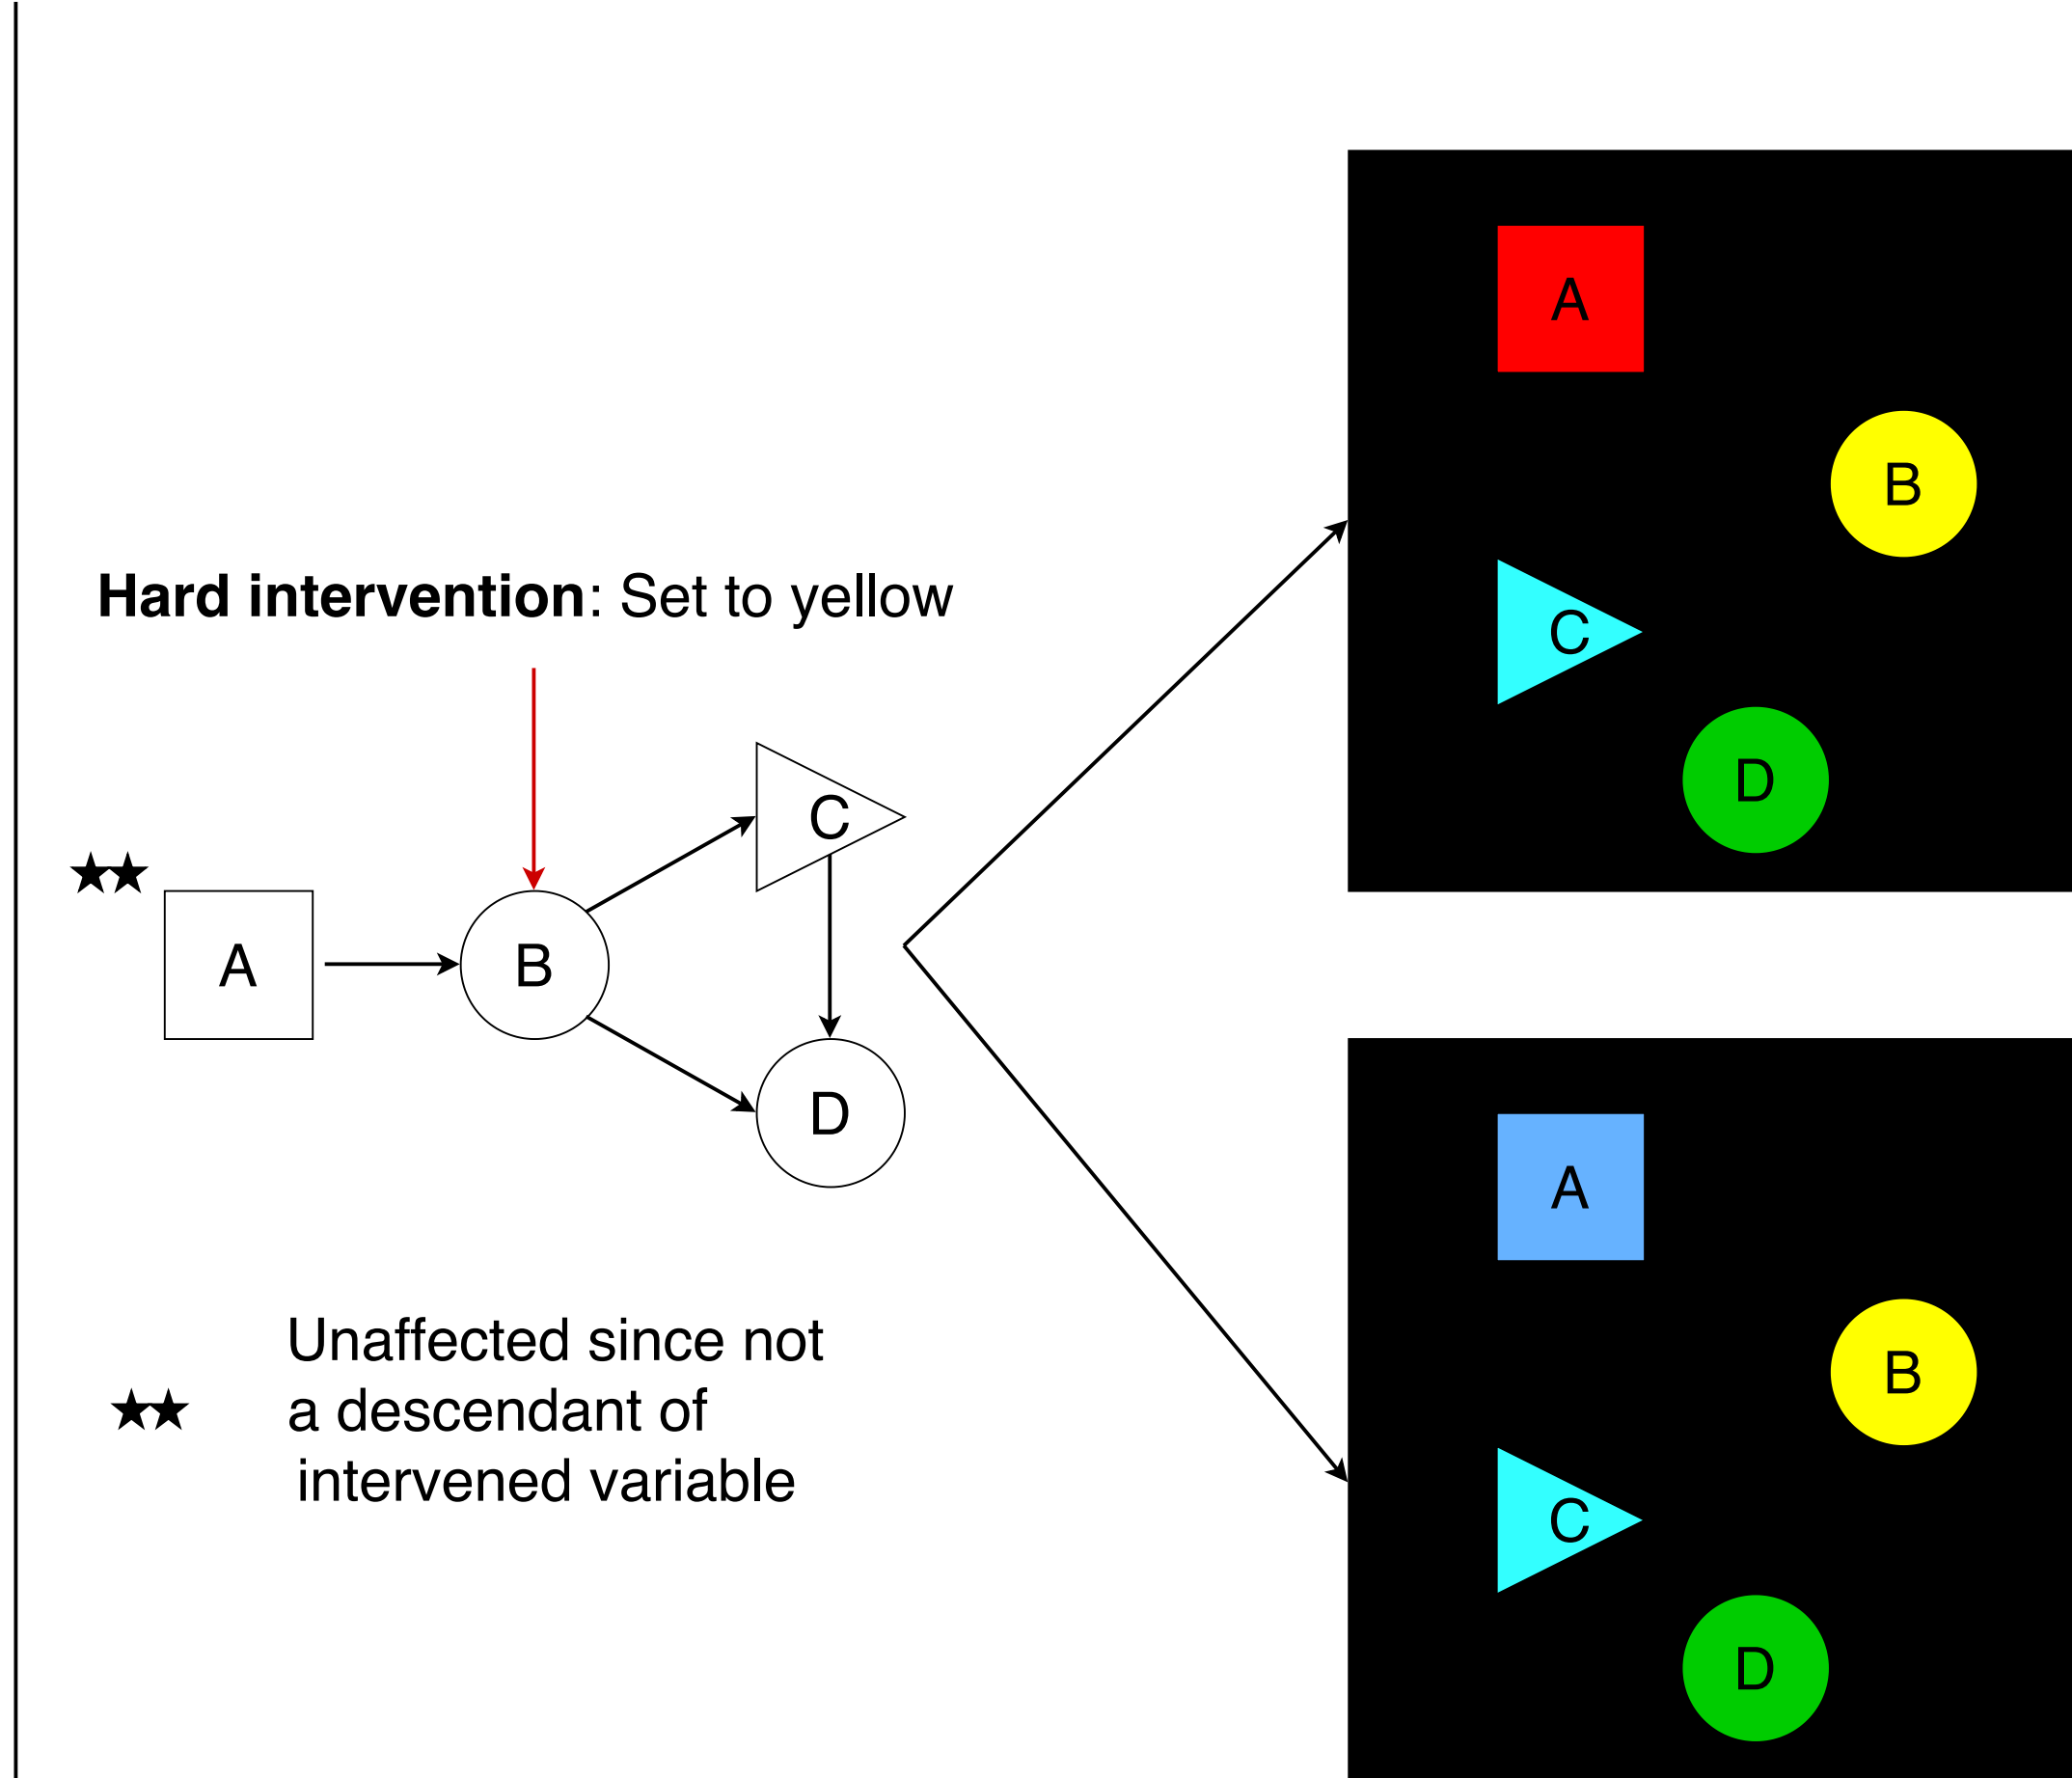 Hard intervention: Set to yellow
C
A
B
D
Unaffected since not
a descendant of
intervened variable
A
B
C
D
A
B
C
D